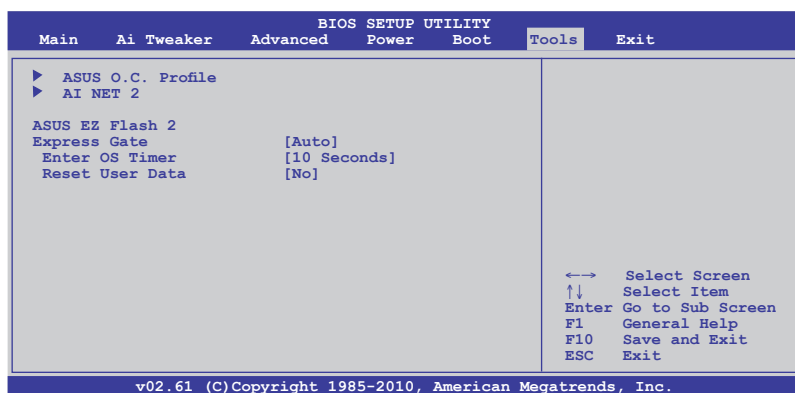 BIOS SETUP UTILITY
Main Ai Tweaker Advanced Power Boot Tools Exit
ASUS O.C. Profile
AI NET 2
ASUS EZ Flash 2
Express Gate [Auto]
Enter OS Timer [10 Seconds]
Reset User Data [No]
←→ Select Screen
↑↓ Select Item
Enter Go to Sub Screen
F1 General Help
F10 Save and Exit
ESC Exit
v02.61 (C)Copyright 1985-2010, American Megatrends, Inc.